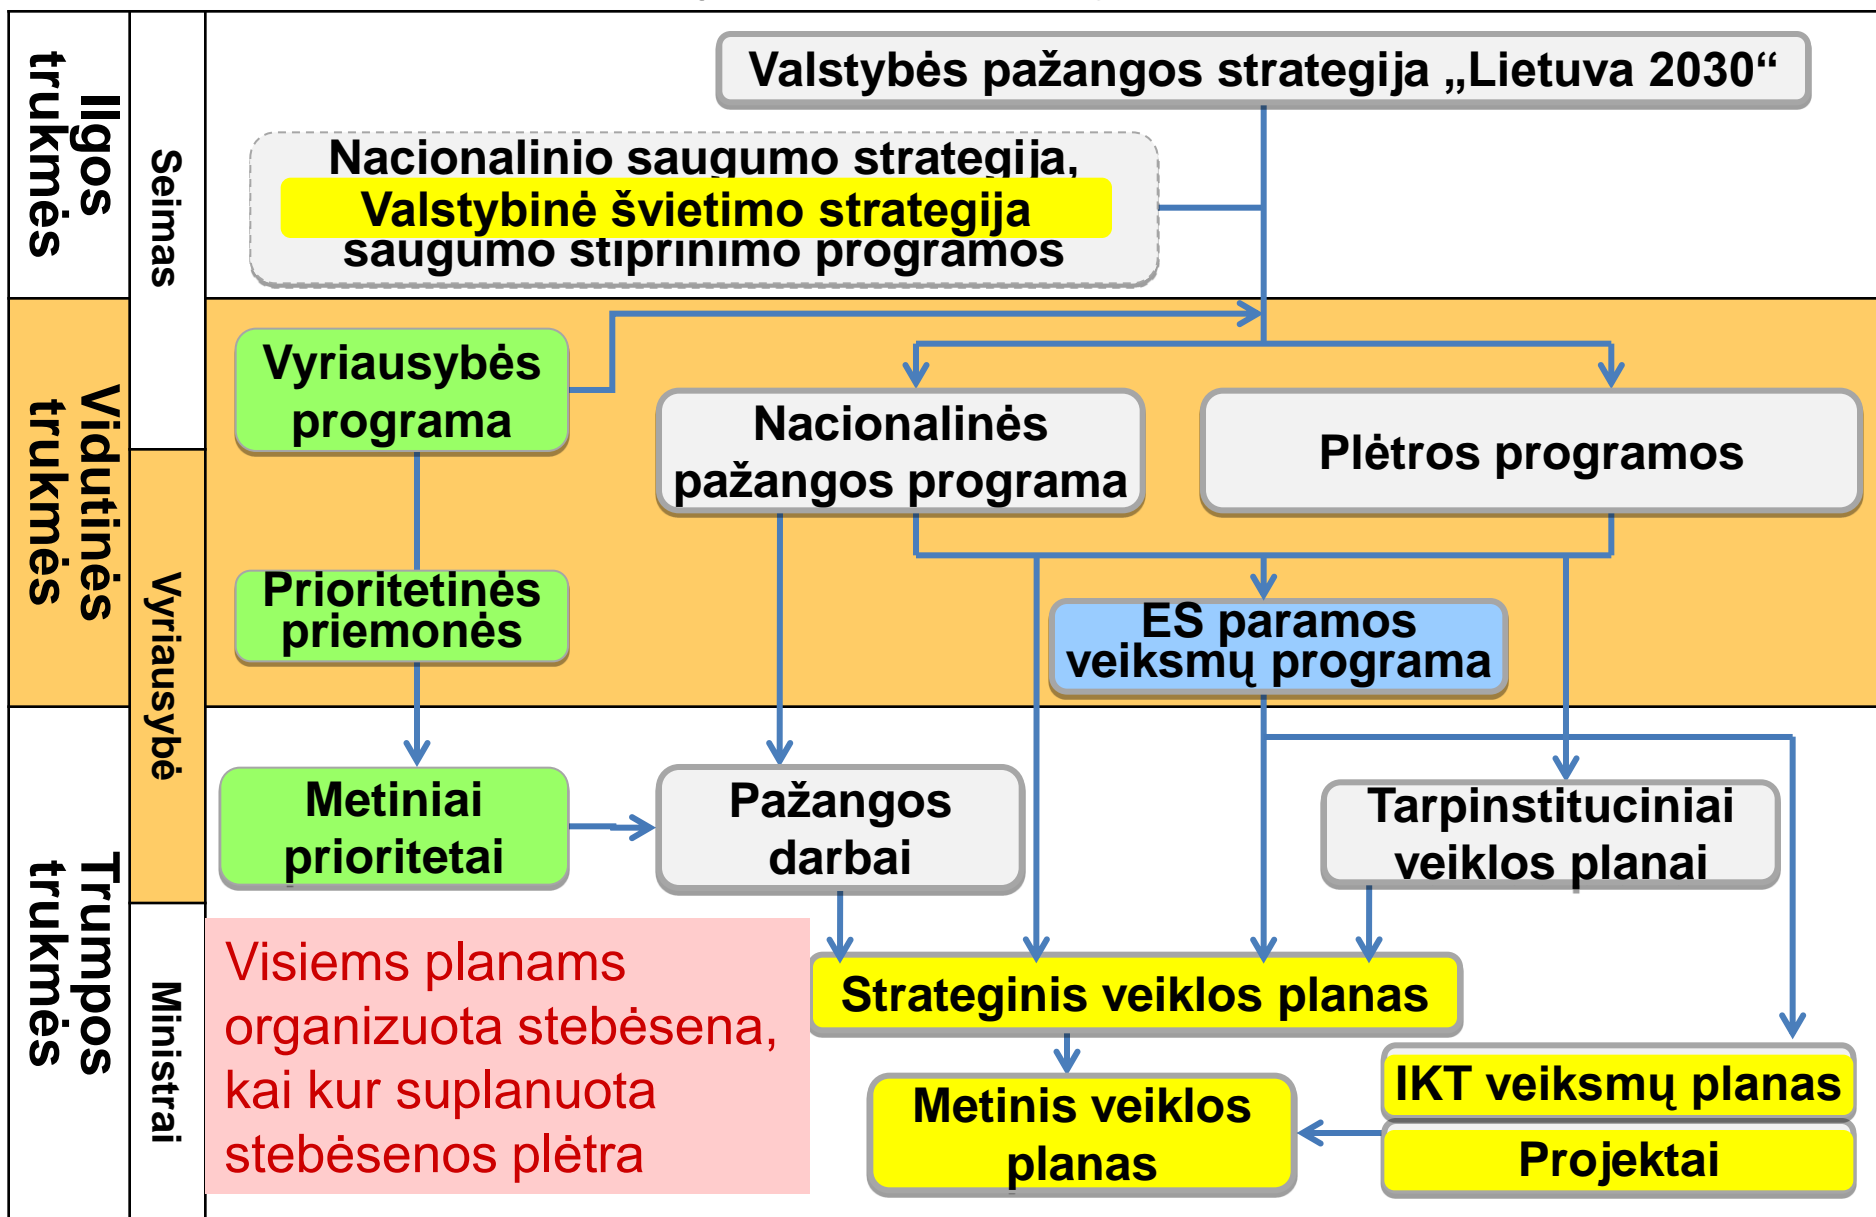 Ilgos
trukmės
Seimas
Valstybės pažangos strategija „Lietuva 2030“
Nacionalinio saugumo strategija,
Valstybinė švietimo strategija
saugumo stiprinimo programos
Vidutinės
trukmės
Vyriausybė
Vyriausybės
programa
Nacionalinės
pažangos programa
Plėtros programos
Prioritetinės
priemonės
ES paramos
veiksmų programa
Trumpos
trukmės
Ministrai
Metiniai
prioritetai
Pažangos
darbai
Tarpinstituciniai
veiklos planai
Visiems planams
organizuota stebėsena,
kai kur suplanuota
stebėsenos plėtra
Strateginis veiklos planas
Metinis veiklos
planas
IKT veiksmų planas
Projektai